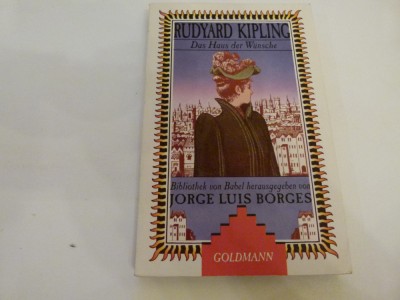 RUDYARD KIPLING
Das Haus der Wünsche
Bibliothek von Babel herausgegeben von
JORGE LUIS BORGES
GOLDMANN